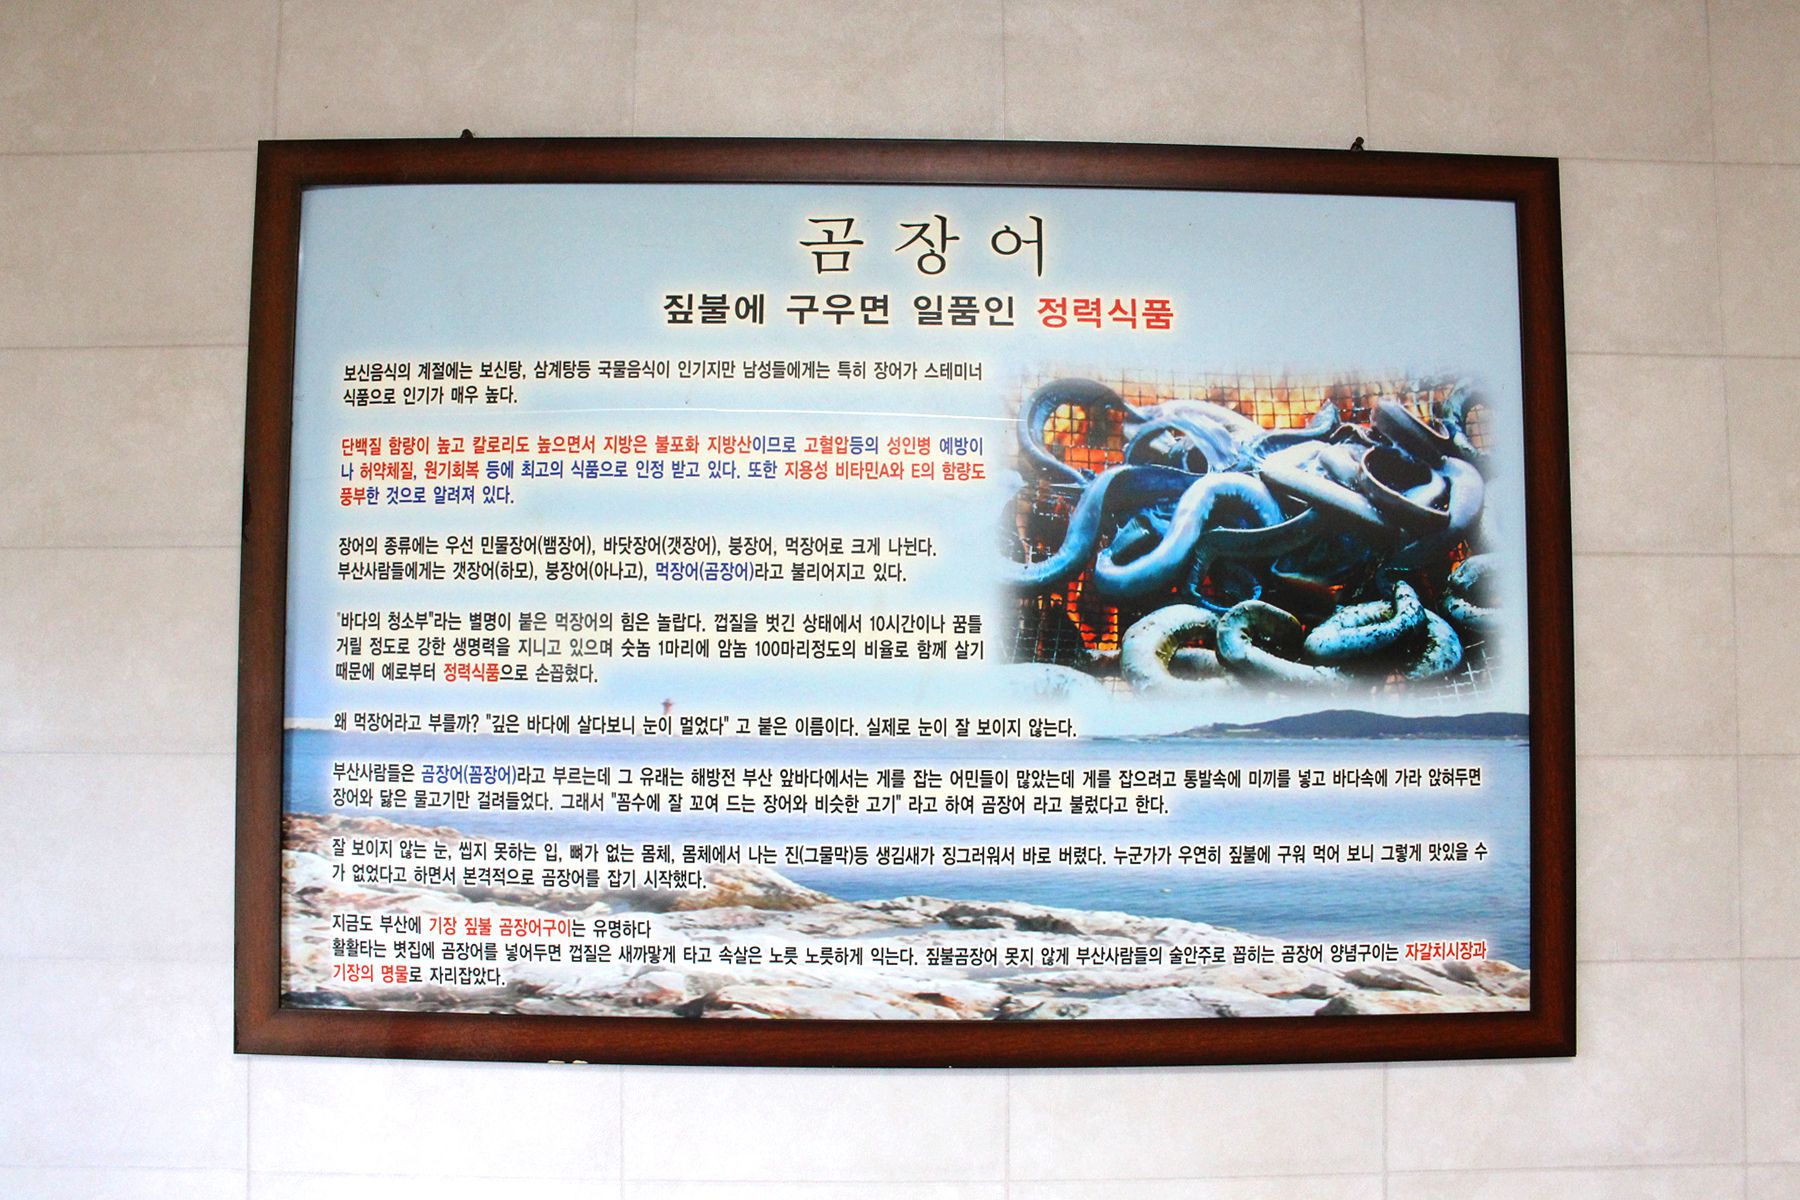 곰장어
짚불에 구우면 일품인 정력식품
보신음식의 계절에는 보신탕, 삼계탕등 국물음식이 인기지만 남성들에게는 특히 장어가 스테미너
식품으로 인기가 매우 높다.
단백질 함량이 높고 칼로리도 높으면서 지방은 불포화 지방산이므로 고혈압등의 성인병 예방이
나 허약체질, 원기회복 등에 최고의 식품으로 인정 받고 있다. 또한 지용성 비타민A와 E의 함량도
풍부한 것으로 알려져 있다.
장어의 종류에는 우선 민물장어(뱀장어), 바닷장어(갯장어), 붕장어, 먹장어로 크게 나뉜다.
부산사람들에게는 갯장어(하모), 붕장어(아나고), 먹장어(곰장어)라고 불리어지고 있다.
"바다의 청소부"라는 별명이 붙은 먹장어의 힘은 놀랍다. 껍질을 벗긴 상태에서 10시간이나 꿈틀
거릴 정도로 강한 생명력을 지니고 있으며 숫놈 1마리에 암놈 100마리정도의 비율로 함께 살기
때문에 예로부터 정력식품으로 손꼽혔다.
왜 먹장어라고 부를까? "깊은 바다에 살다보니 눈이 멀었다" 고 붙은 이름이다. 실제로 눈이 잘 보이지 않는다.
부산사람들은 곰장어(꼼장어)라고 부르는데 그 유래는 해방전 부산 앞바다에서는 게를 잡는 어민들이 많았는데 게를 잡으려고 통발속에 미끼를 넣고 바다속에 가라 앉혀두면
장어와 닮은 물고기만 걸려들었다. 그래서 "꼼수에 잘 꼬여 드는 장어와 비슷한 고기" 라고 하여 곰장어 라고 불렀다고 한다.
잘 보이지 않는 눈, 씹지 못하는 입, 뼈가 없는 몸체, 몸체에서 나는 진(그물막)등 생김새가 징그러워서 바로 버렸다. 누군가가 우연히 짚불에 구워 먹어 보니 그렇게 맛있을 수
가 없었다고 하면서 본격적으로 곰장어를 잡기 시작했다.
지금도 부산에 기장 짚불 곰장어구이는 유명하다
활활타는 볏집에 곰장어를 넣어두면 껍질은 새까맣게 타고 속살은 노릇 노릇하게 익는다. 짚불곰장어 못지 않게 부산사람들의 술안주로 꼽히는 곰장어 양념구이는 자갈치시장과
기장의 명물로 자리잡았다.